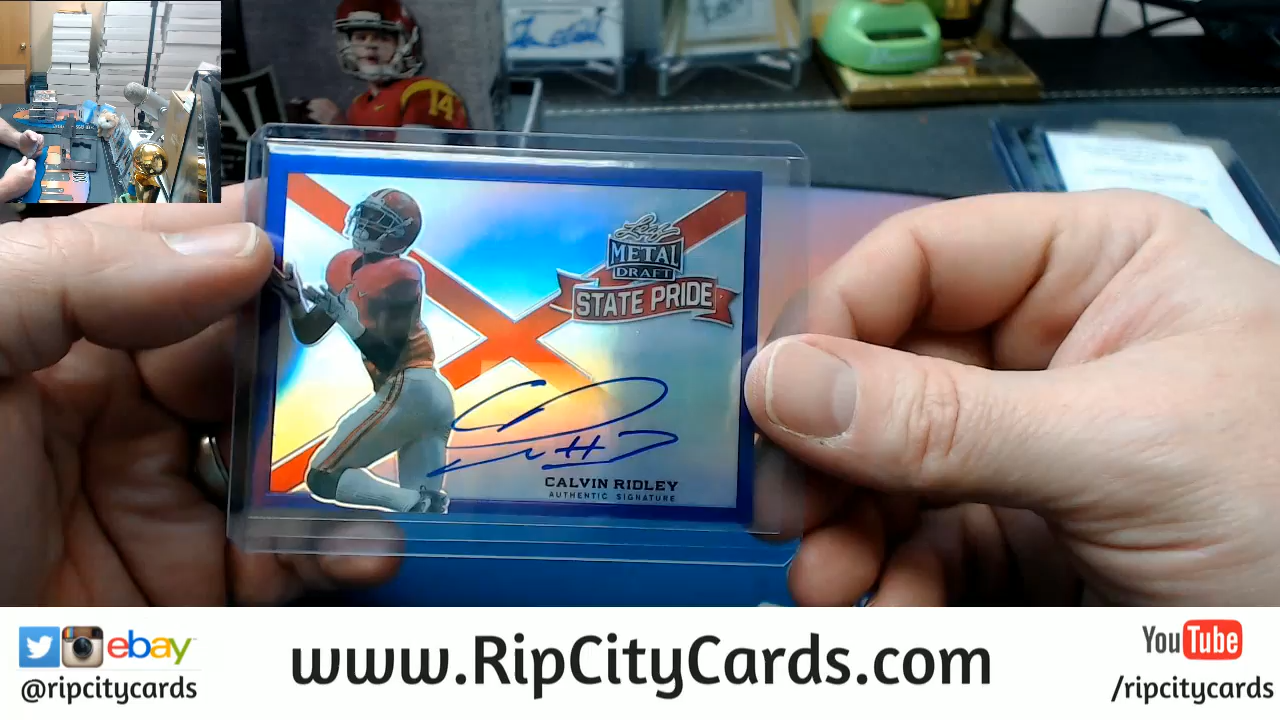 14
Leaf
METAL
DRAFT
STATE PRIDE
CALVIN RIDLEY
AUTHENTIC SIGNATURE
ebay
@ripcitycards
www.RipCityCards.com
YouTube
/ripcitycards